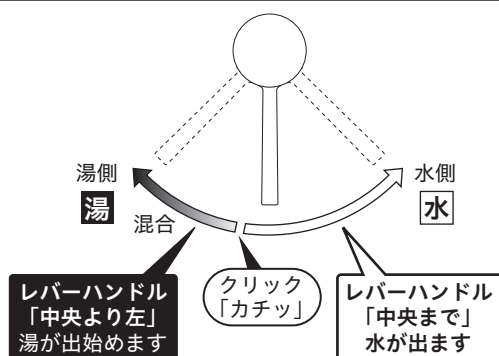 湯側
湯
混合
水側
水
レバーハンドル
「中央より左」
湯が出始めます
クリック
「カチッ」
レバーハンドル
「中央まで」
水が出ます